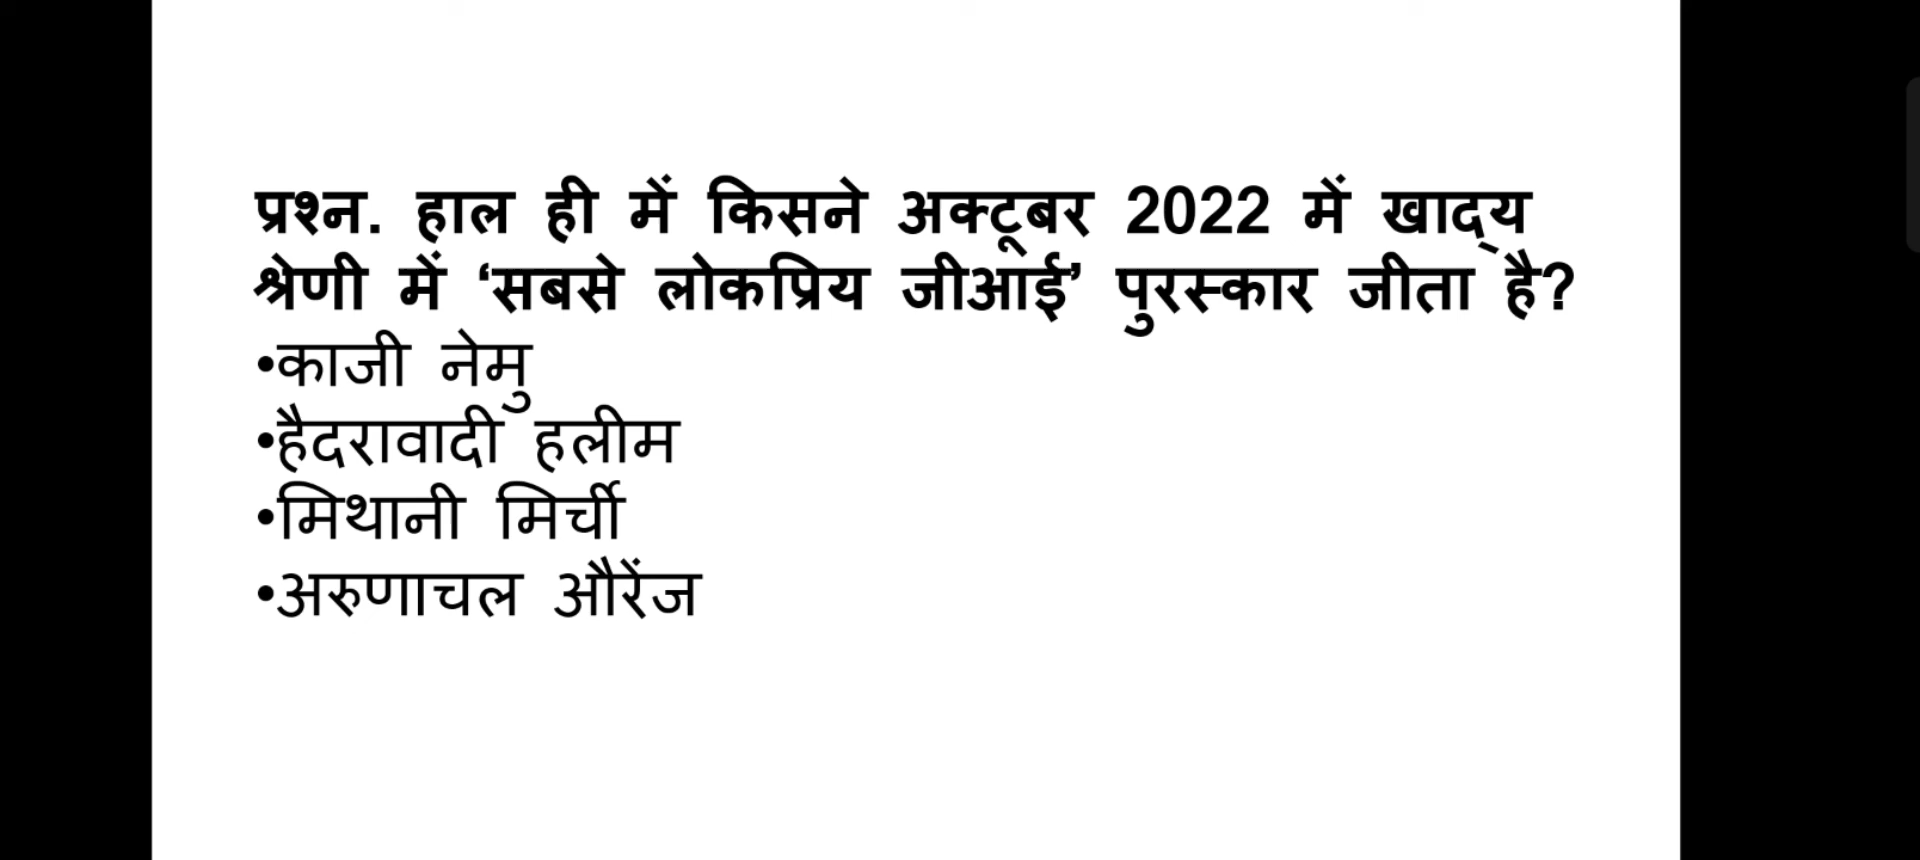 प्रश्न. हाल ही में किसने अक्टूबर 2022 में खाद्य
श्रेणी में ‘सबसे लोकप्रिय जीआई’ पुरस्कार जीता है?
•काजी नेमु
•हैदरावादी हलीम
•मिथानी मिर्ची
•अरुणाचल औरेंज